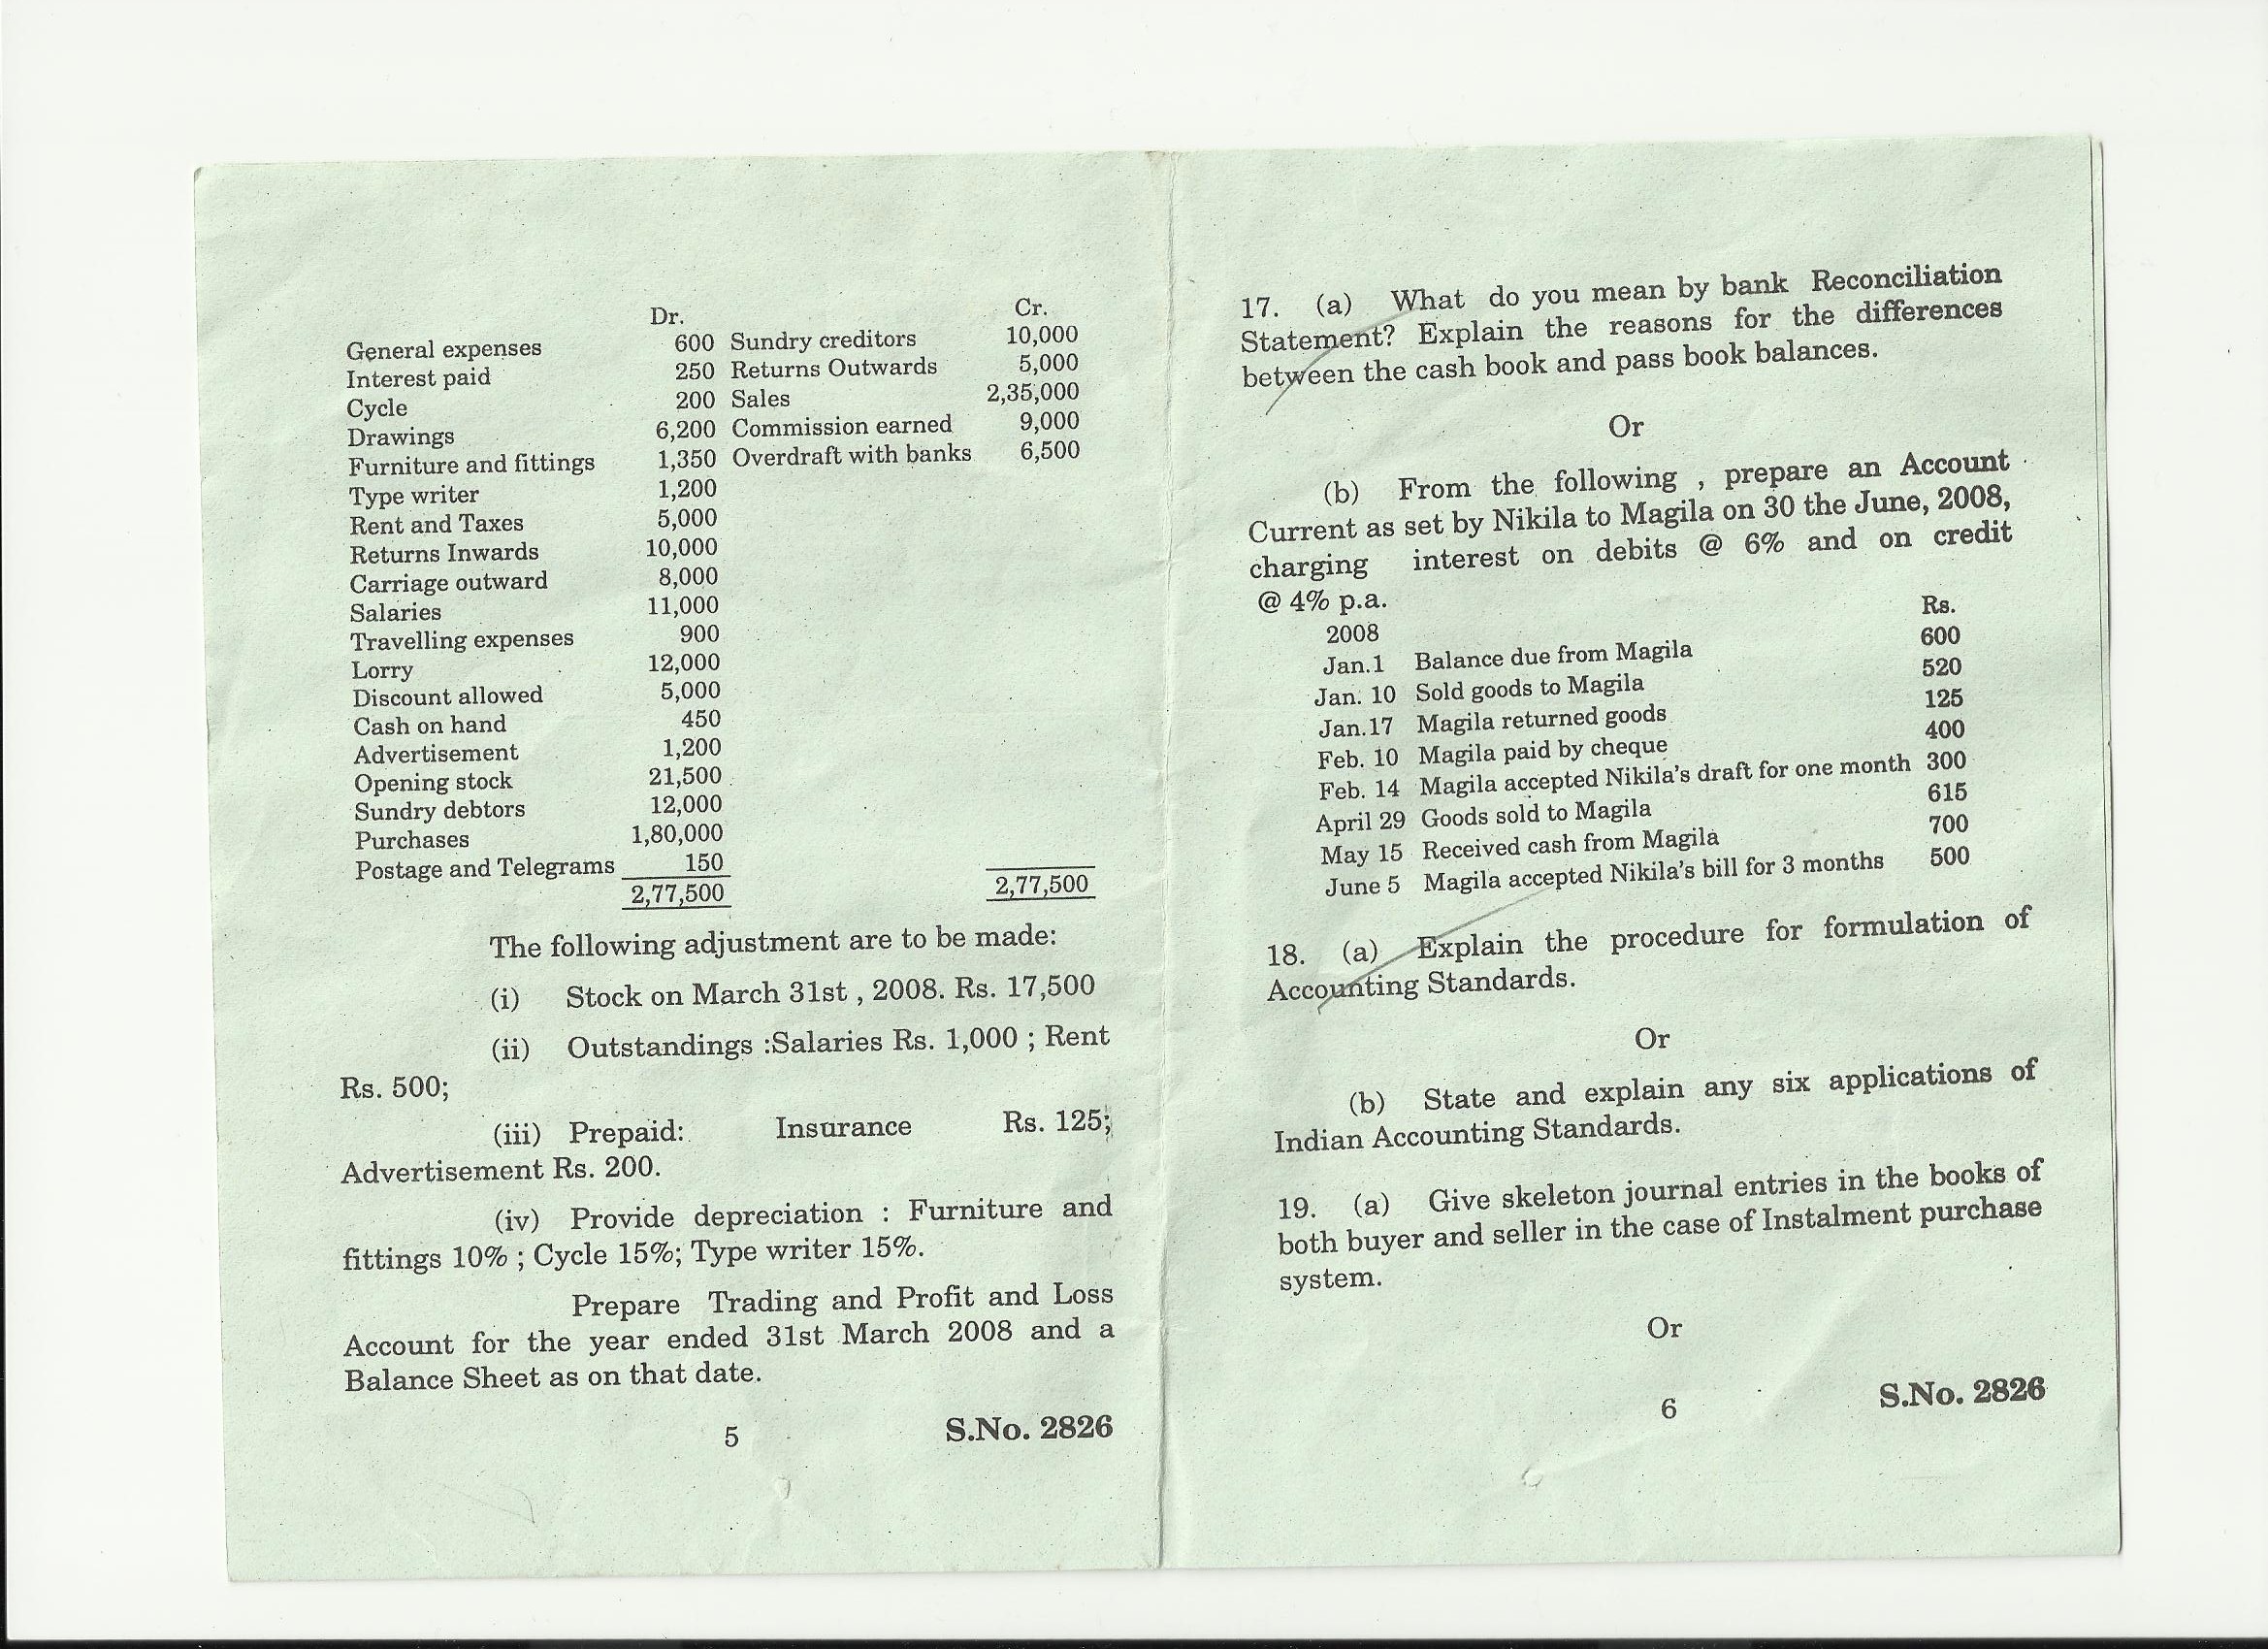 Dr. Cr.
General expenses 600 Sundry creditors 10,000
Interest paid 250 Returns Outwards 5,000
Cycle 200 Sales 2,35,000
Drawings 6,200 Commission earned 9,000
Furniture and fittings 1,350 Overdraft with banks 6,500
Type writer 1,200
Rent and Taxes 5,000
Returns Inwards 10,000
Carriage outward 8,000
Salaries 11,000
Travelling expenses 900
Lorry 12,000
Discount allowed 5,000
Cash on hand 450
Advertisement 1,200
Opening stock 21,500
Sundry debtors 12,000
Purchases 1,80,000
Postage and Telegrams 150
2,77,500 2,77,500
The following adjustment are to be made:
(i) Stock on March 31st , 2008. Rs. 17,500
(ii) Outstandings :Salaries Rs. 1,000 ; Rent
Rs. 500;
(iii) Prepaid: Insurance Rs. 125;
Advertisement Rs. 200.
(iv) Provide depreciation : Furniture and
fittings 10% ; Cycle 15%; Type writer 15%.
Prepare Trading and Profit and Loss
Account for the year ended 31st March 2008 and a
Balance Sheet as on that date.
5 S.No. 2826
17. (a) What do you mean by bank Reconciliation
Statement? Explain the reasons for the differences
between the cash book and pass book balances.
Or
(b) From the following , prepare an Account
Current as set by Nikila to Magila on 30 the June, 2008,
charging interest on debits @ 6% and on credit
@ 4% p.a.
Rs.
2008
Jan.1 Balance due from Magila 600
Jan. 10 Sold goods to Magila 520
Jan.17 Magila returned goods 125
Feb. 10 Magila paid by cheque 400
Feb. 14 Magila accepted Nikila's draft for one month 300
April 29 Goods sold to Magila 615
May 15 Received cash from Magila 700
June 5 Magila accepted Nikila's bill for 3 months 500
18. (a) Explain the procedure for formulation of
Accounting Standards.
Or
(b) State and explain any six applications of
Indian Accounting Standards.
19. (a) Give skeleton journal entries in the books of
both buyer and seller in the case of Instalment purchase
system.
Or
6 S.No. 2826